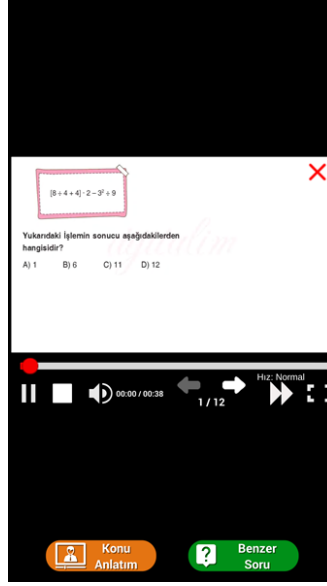 [8 ÷ 4 + 4] · 2 – 3² ÷ 9
Yukarıdaki İşlemin sonucu aşağıdakilerden
hangisidir?
A) 1 B) 6 C) 11 D) 12
Hız: Normal
00:00 / 00:38
1 / 12
Konu
Anlatım
Benzer
Soru